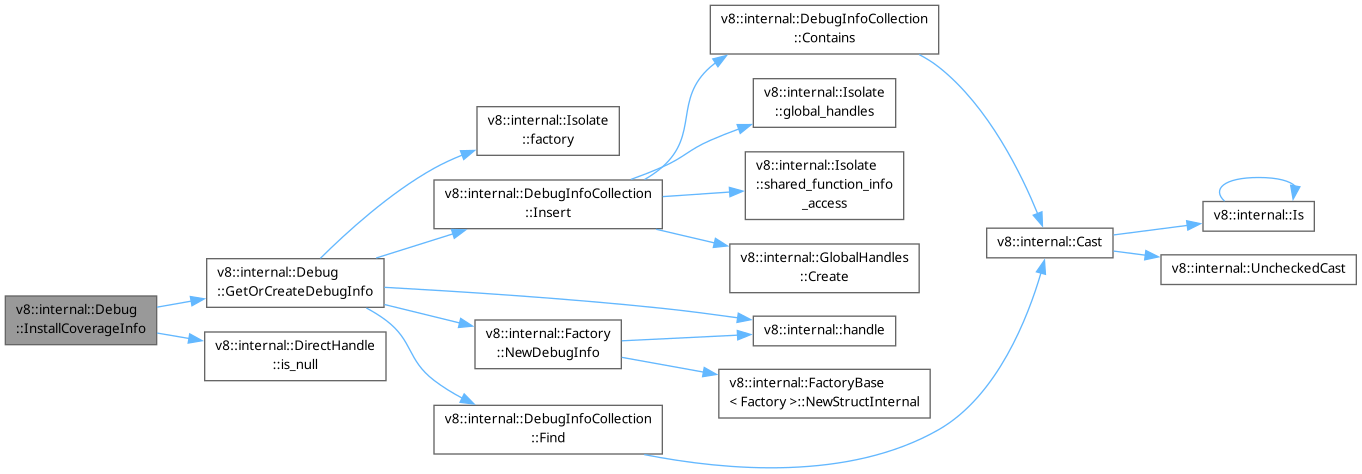 v8::internal::Debug
::InstallCoverageInfo
v8::internal::Debug
::GetOrCreateDebugInfo
v8::internal::DirectHandle
::is_null
v8::internal::Isolate
::factory
v8::internal::DebugInfoCollection
::Insert
v8::internal::Factory
::NewDebugInfo
v8::internal::DebugInfoCollection
::Find
v8::internal::DebugInfoCollection
::Contains
v8::internal::Isolate
::global_handles
v8::internal::Isolate
::shared_function_info
_access
v8::internal::GlobalHandles
::Create
v8::internal::handle
v8::internal::FactoryBase
< Factory >::NewStructInternal
v8::internal::Cast
v8::internal::Is
v8::internal::UncheckedCast